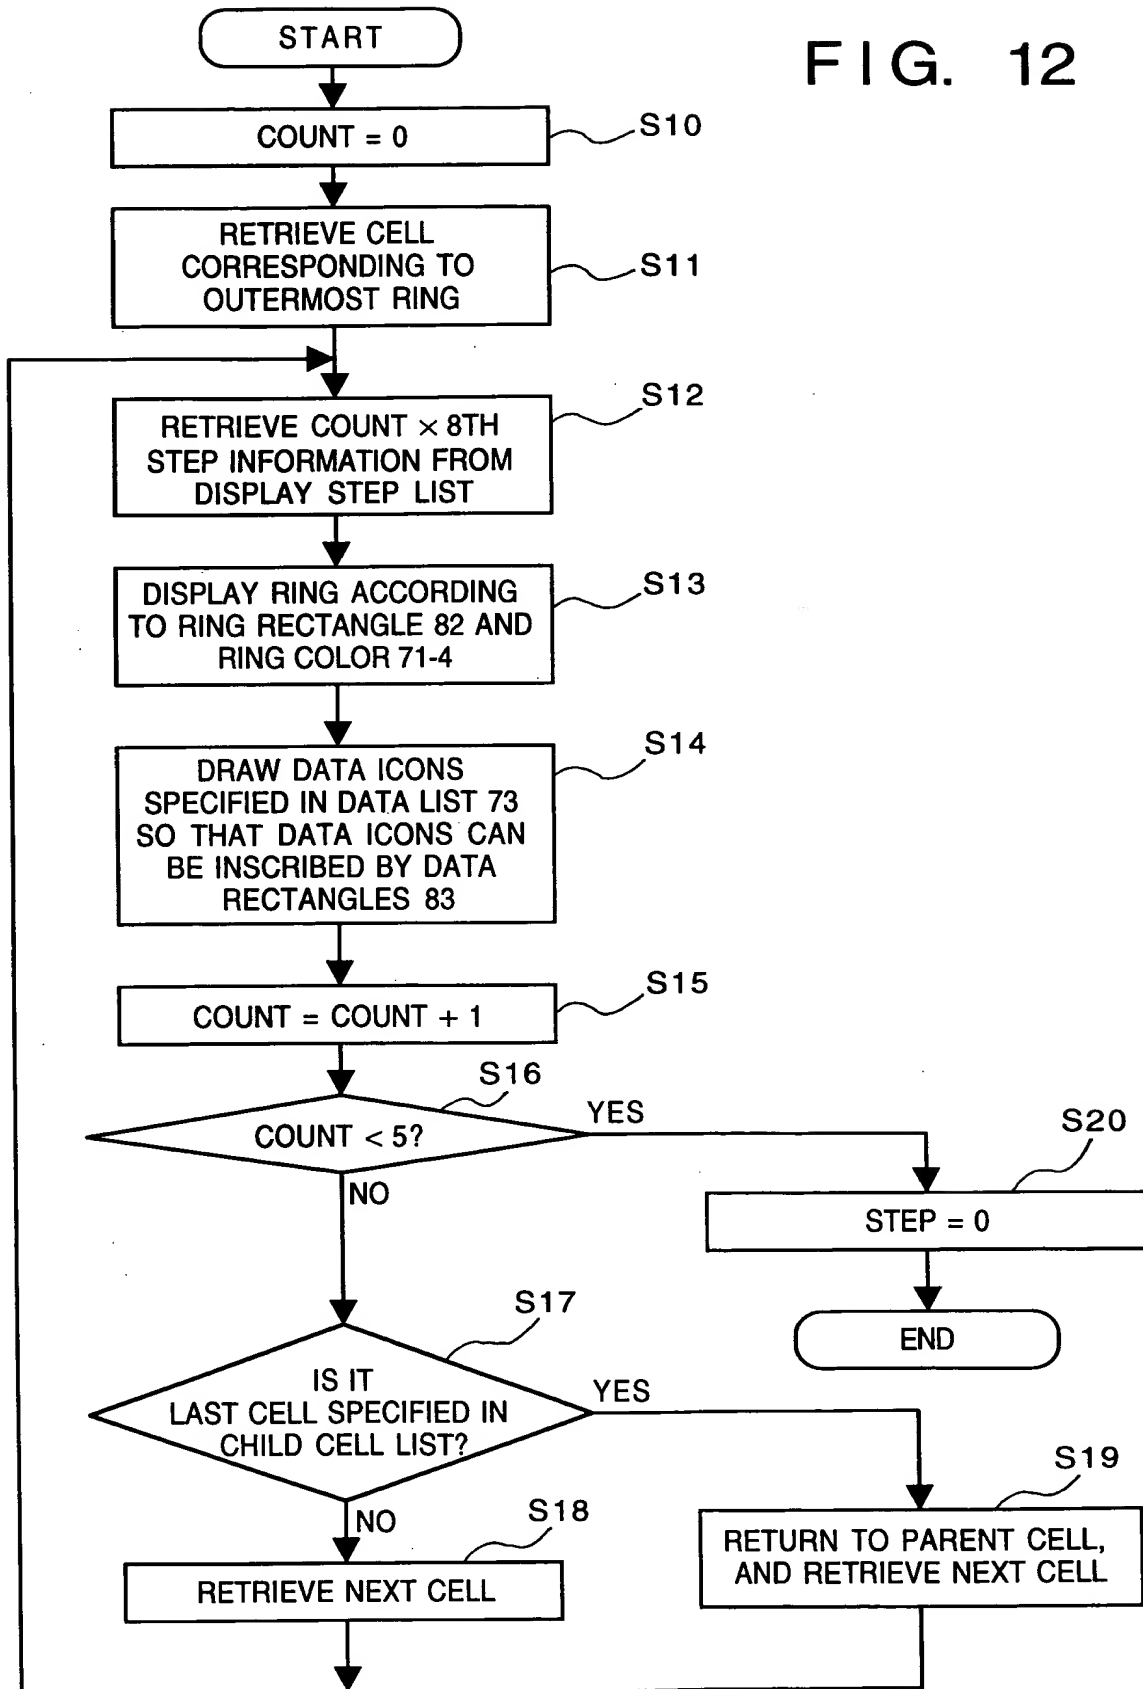 START
FIG. 12
COUNT = 0
S10
RETRIEVE CELL
CORRESPONDING TO
OUTERMOST RING
S11
RETRIEVE COUNT × 8TH
STEP INFORMATION FROM
DISPLAY STEP LIST
S12
DISPLAY RING ACCORDING
TO RING RECTANGLE 82 AND
RING COLOR 71-4
S13
DRAW DATA ICONS
SPECIFIED IN DATA LIST 73
SO THAT DATA ICONS CAN
BE INSCRIBED BY DATA
RECTANGLES 83
S14
COUNT = COUNT + 1
S15
COUNT < 5?
S16
YES
NO
STEP = 0
S20
END
IS IT
LAST CELL SPECIFIED IN
CHILD CELL LIST?
S17
YES
NO
RETRIEVE NEXT CELL
S18
RETURN TO PARENT CELL,
AND RETRIEVE NEXT CELL
S19